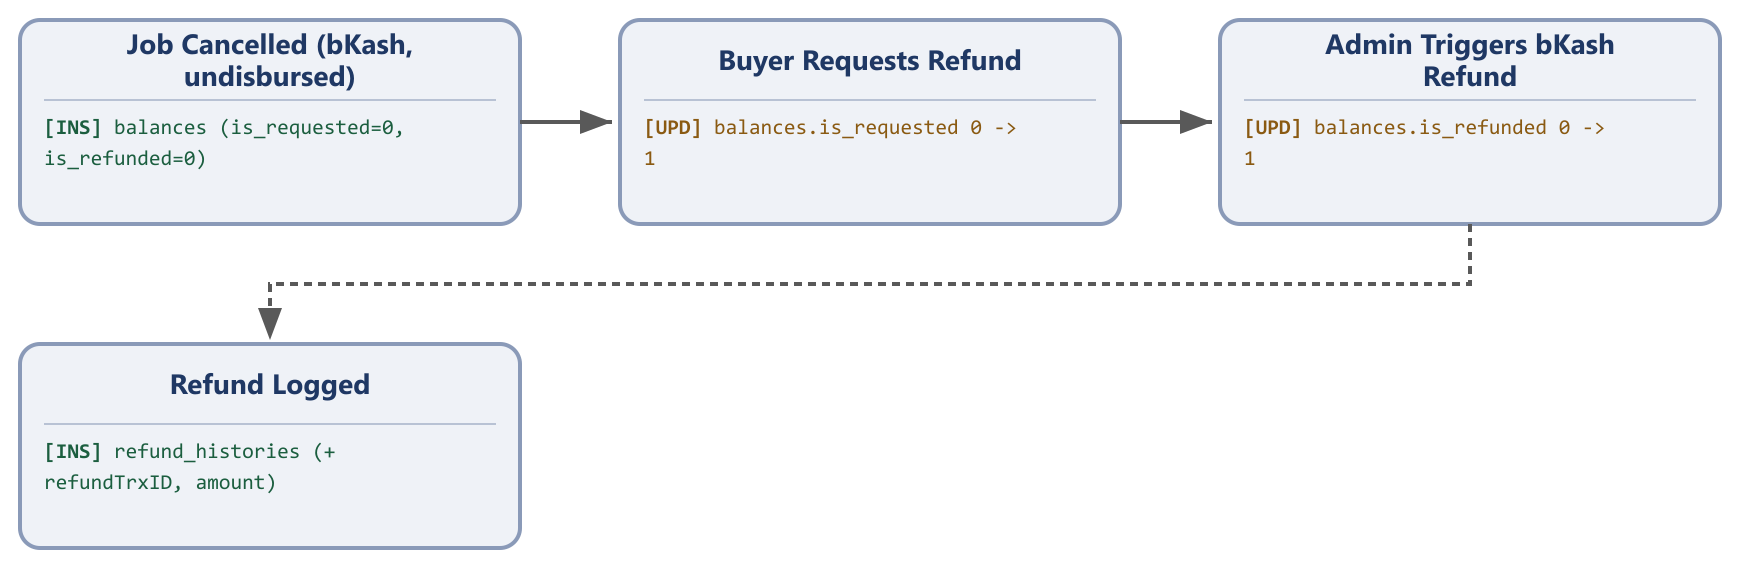 Job Cancelled (bKash,
undisbursed)
[INS] balances (is_requested=0,
is_refunded=0)
Buyer Requests Refund
[UPD] balances.is_requested 0 ->
1
Admin Triggers bKash
Refund
[UPD] balances.is_refunded 0 ->
1
Refund Logged
[INS] refund_histories (+
refundTrxID, amount)